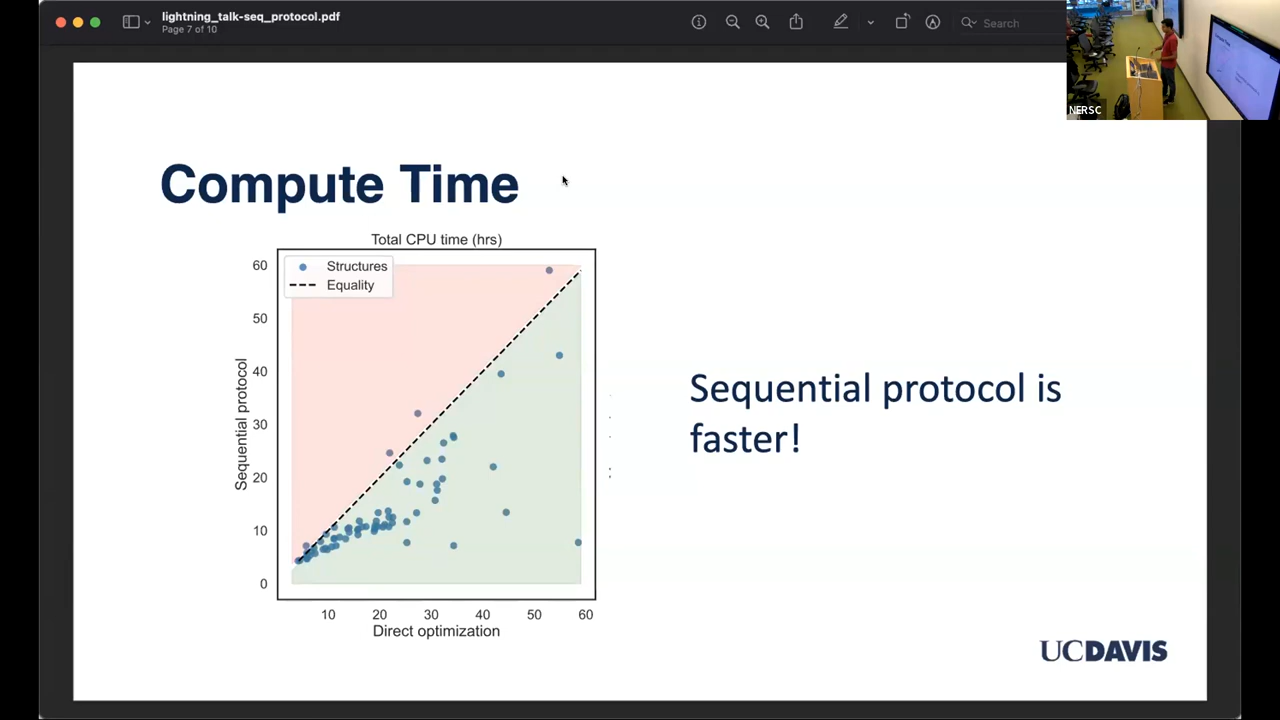 lightning_talk-seq_protocol.pdf
Page 7 of 10
Search
NERSC
Compute Time
Total CPU time (hrs)
Structures
Equality
60
50
40
30
20
10
0
Sequential protocol
10 20 30 40 50 60
Direct optimization
Sequential protocol is
faster!
UCDAVIS